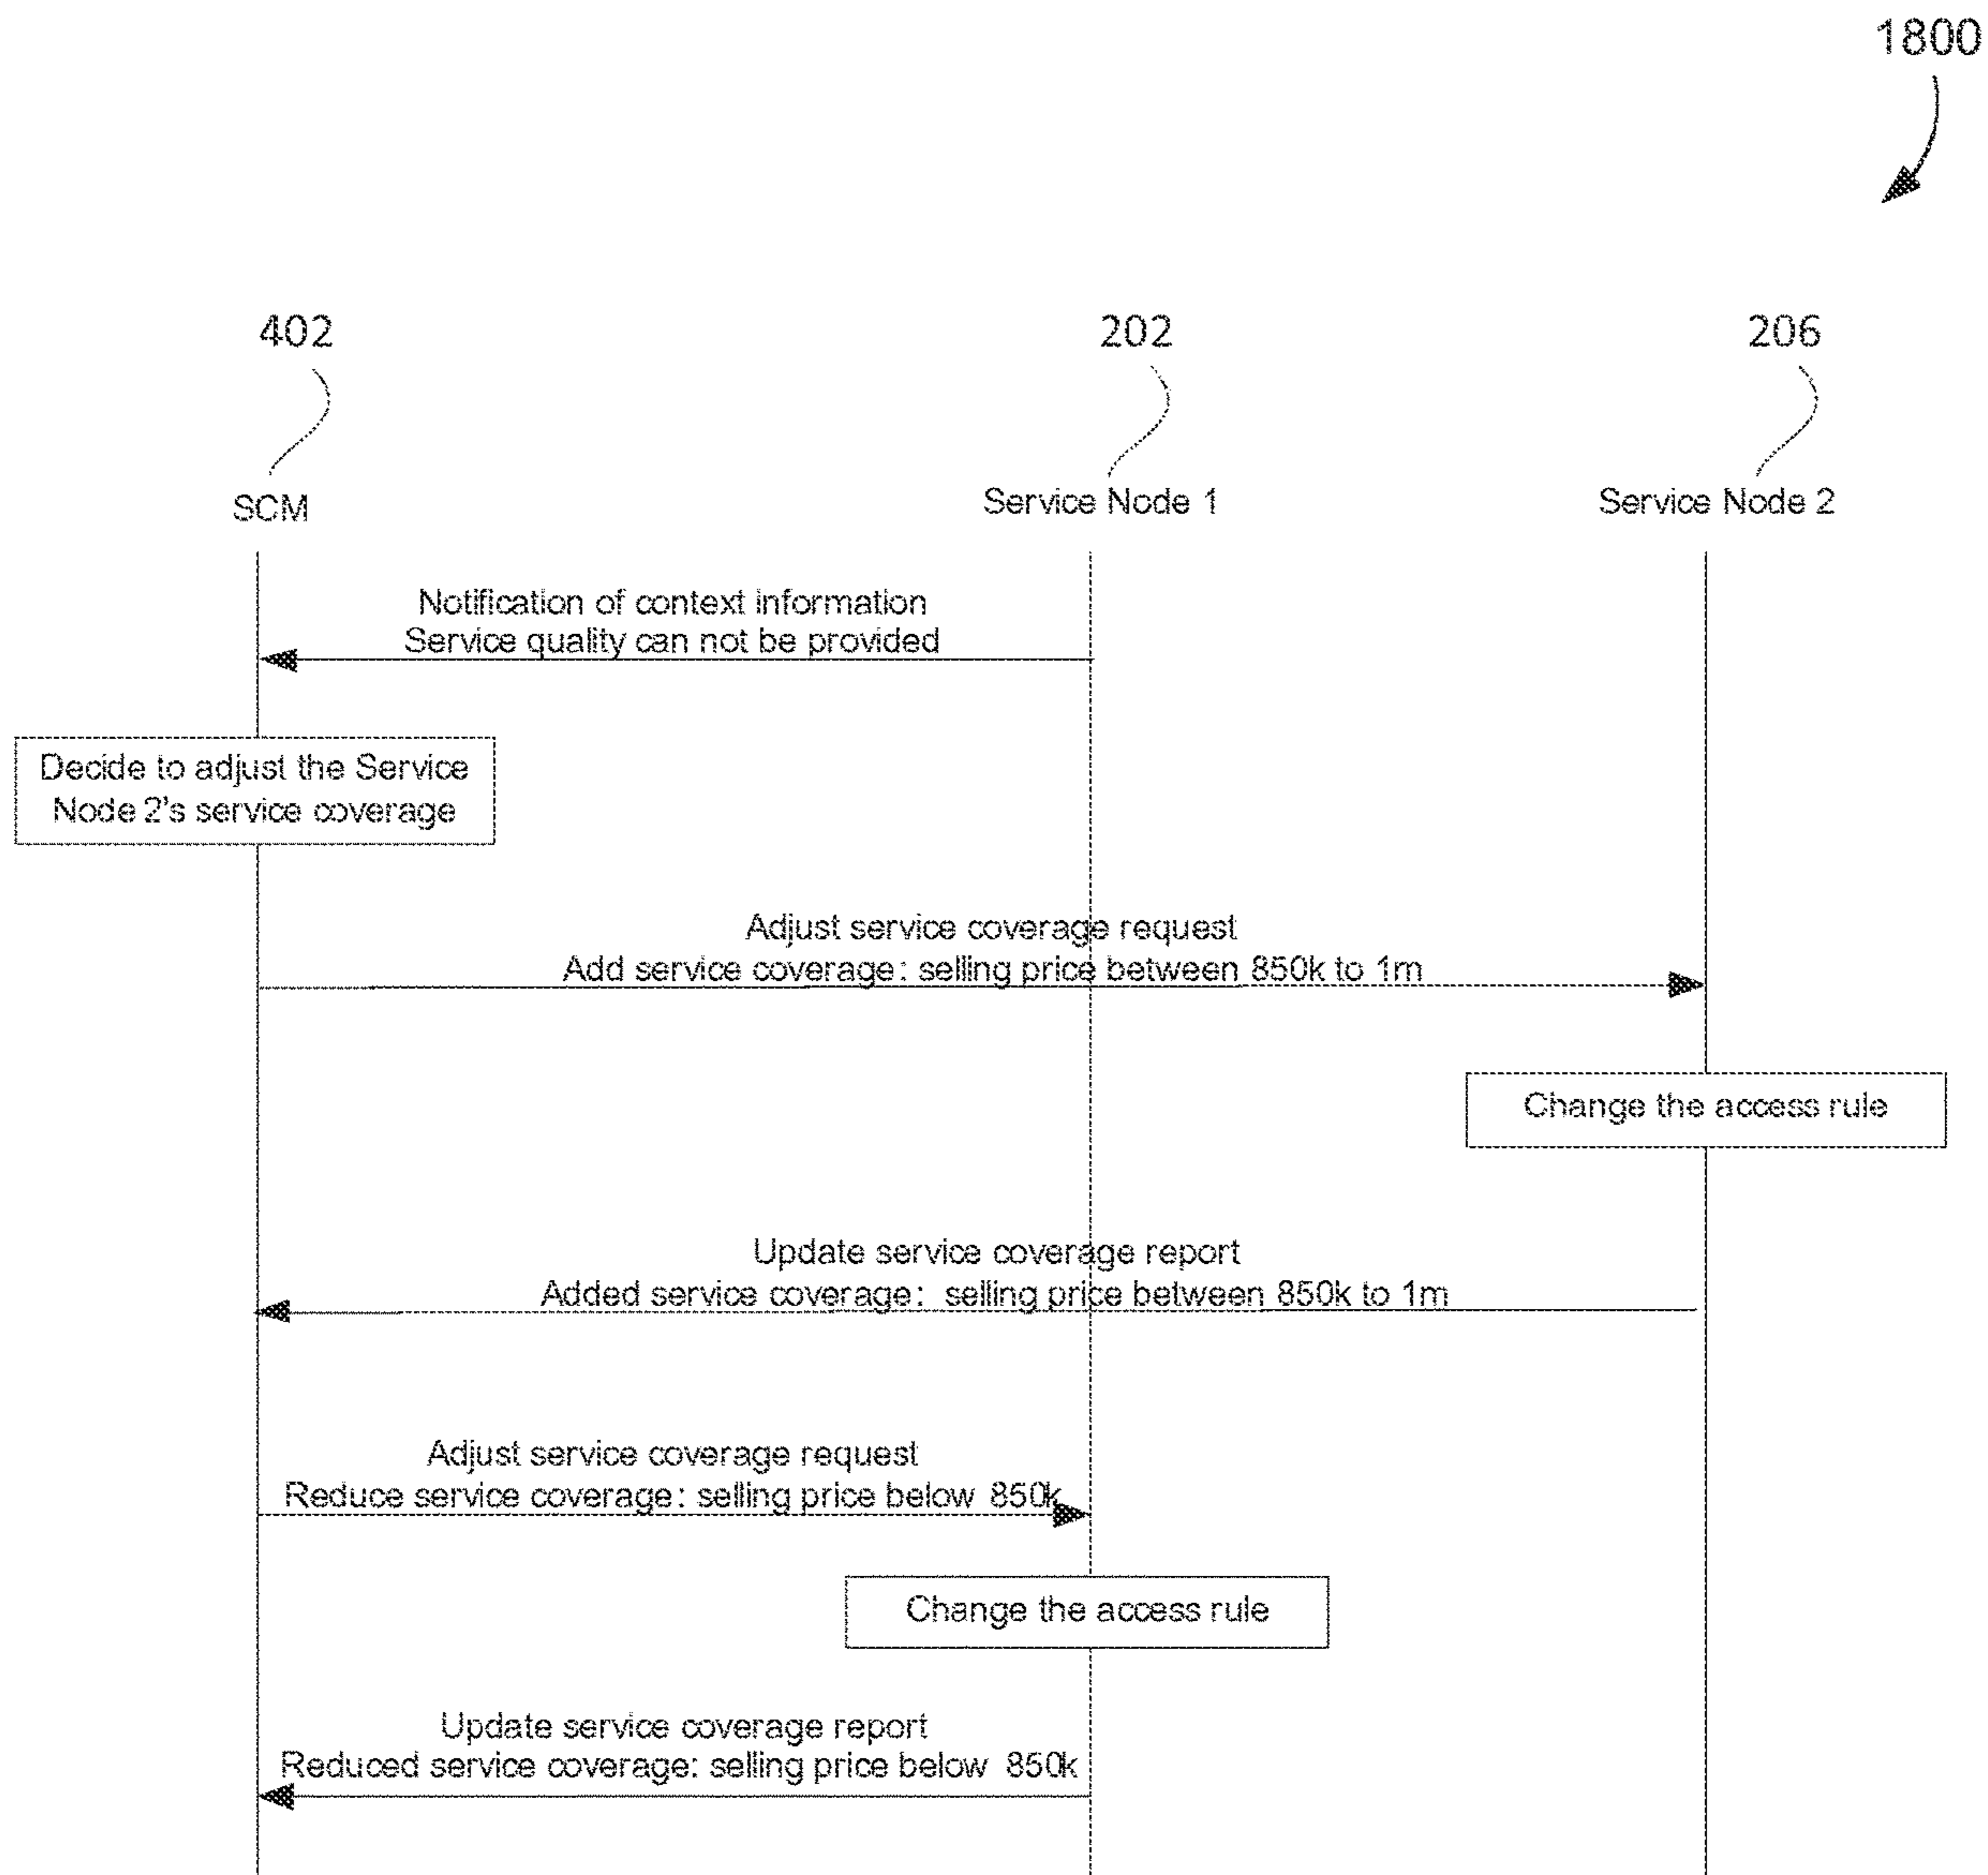 1800
402
202
206
SCM
Service Node 1
Service Node 2
Notification of context information
Service quality can not be provided
Decide to adjust the Service
Node 2's service coverage
Adjust service coverage request
Add service coverage: selling price between 850k to 1m
Change the access rule
Update service coverage report
Added service coverage: selling price between 850k to 1m
Adjust service coverage request
Reduce service coverage: selling price below 850k
Change the access rule
Update service coverage report
Reduced service coverage: selling price below 850k